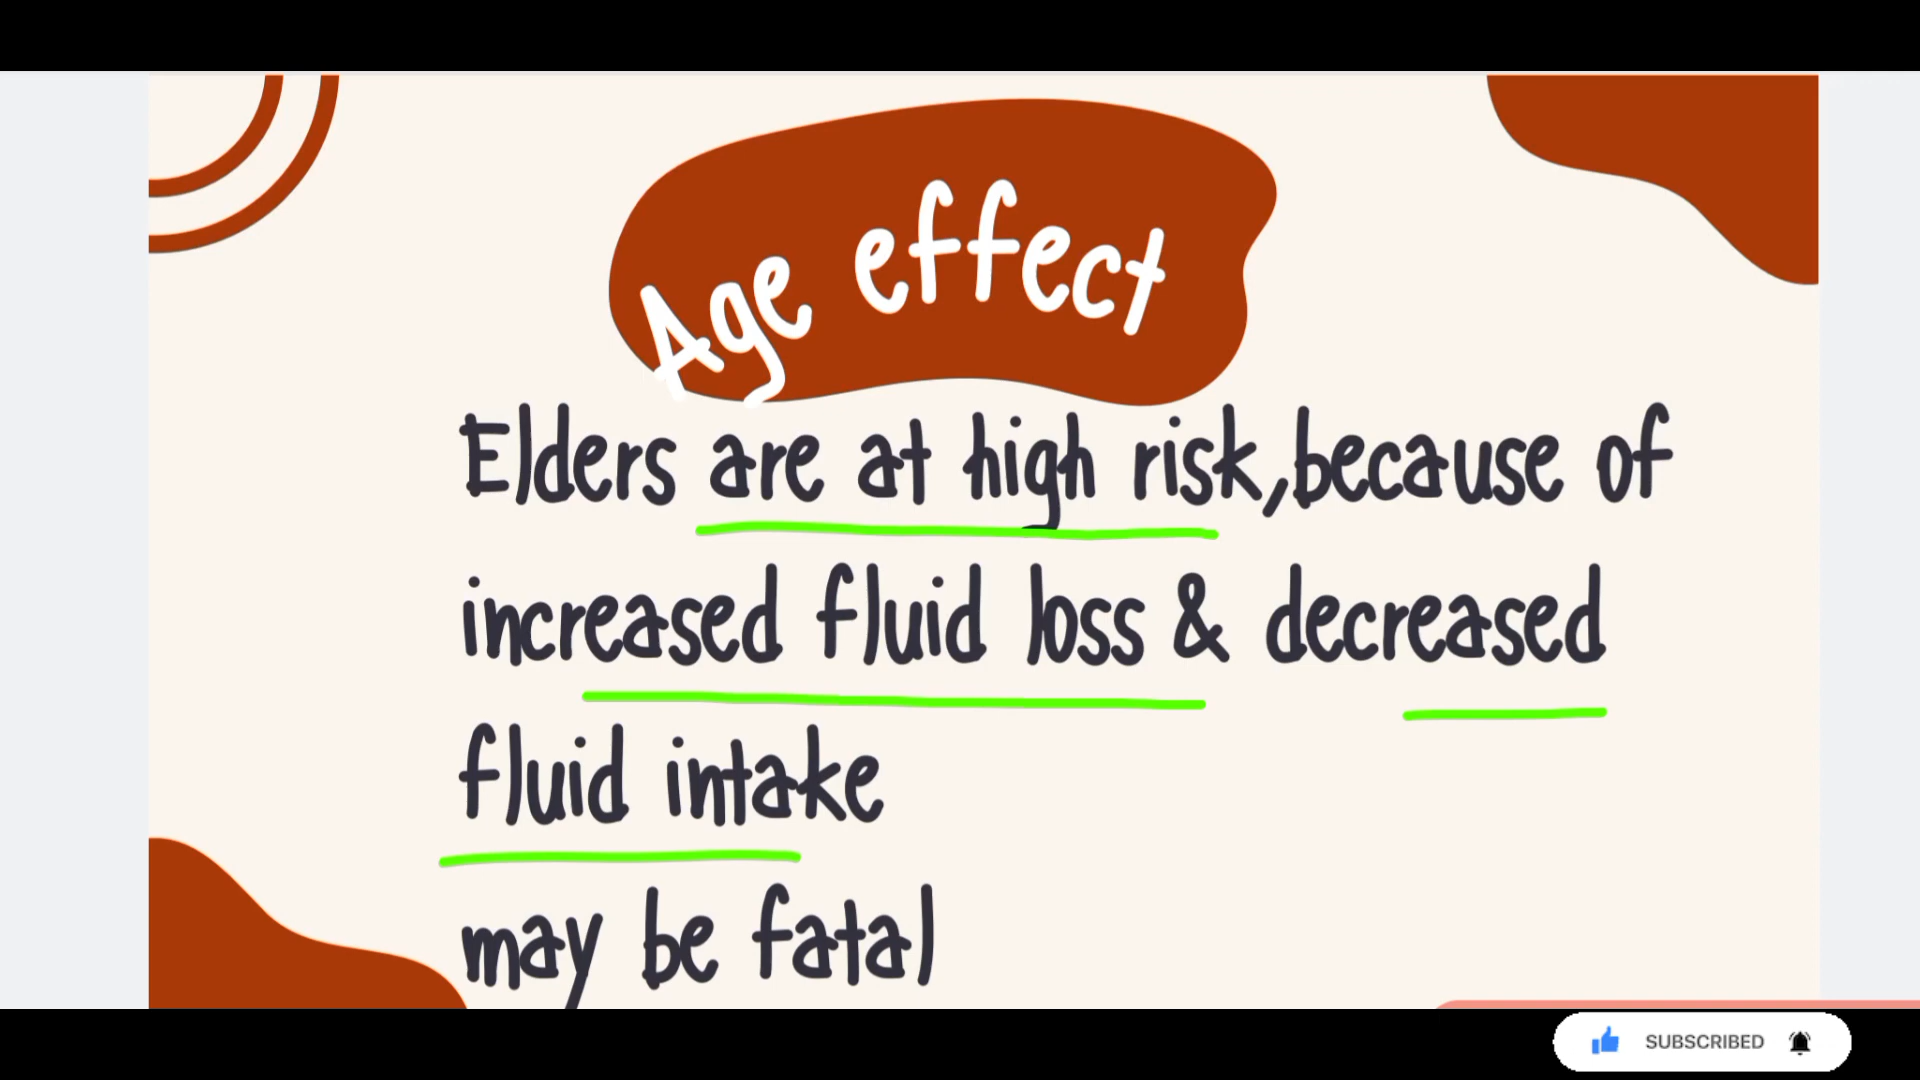 Age effect
Elders are at high risk,because of
increased fluid loss & decreased
fluid intake
may be fatal
SUBSCRIBED